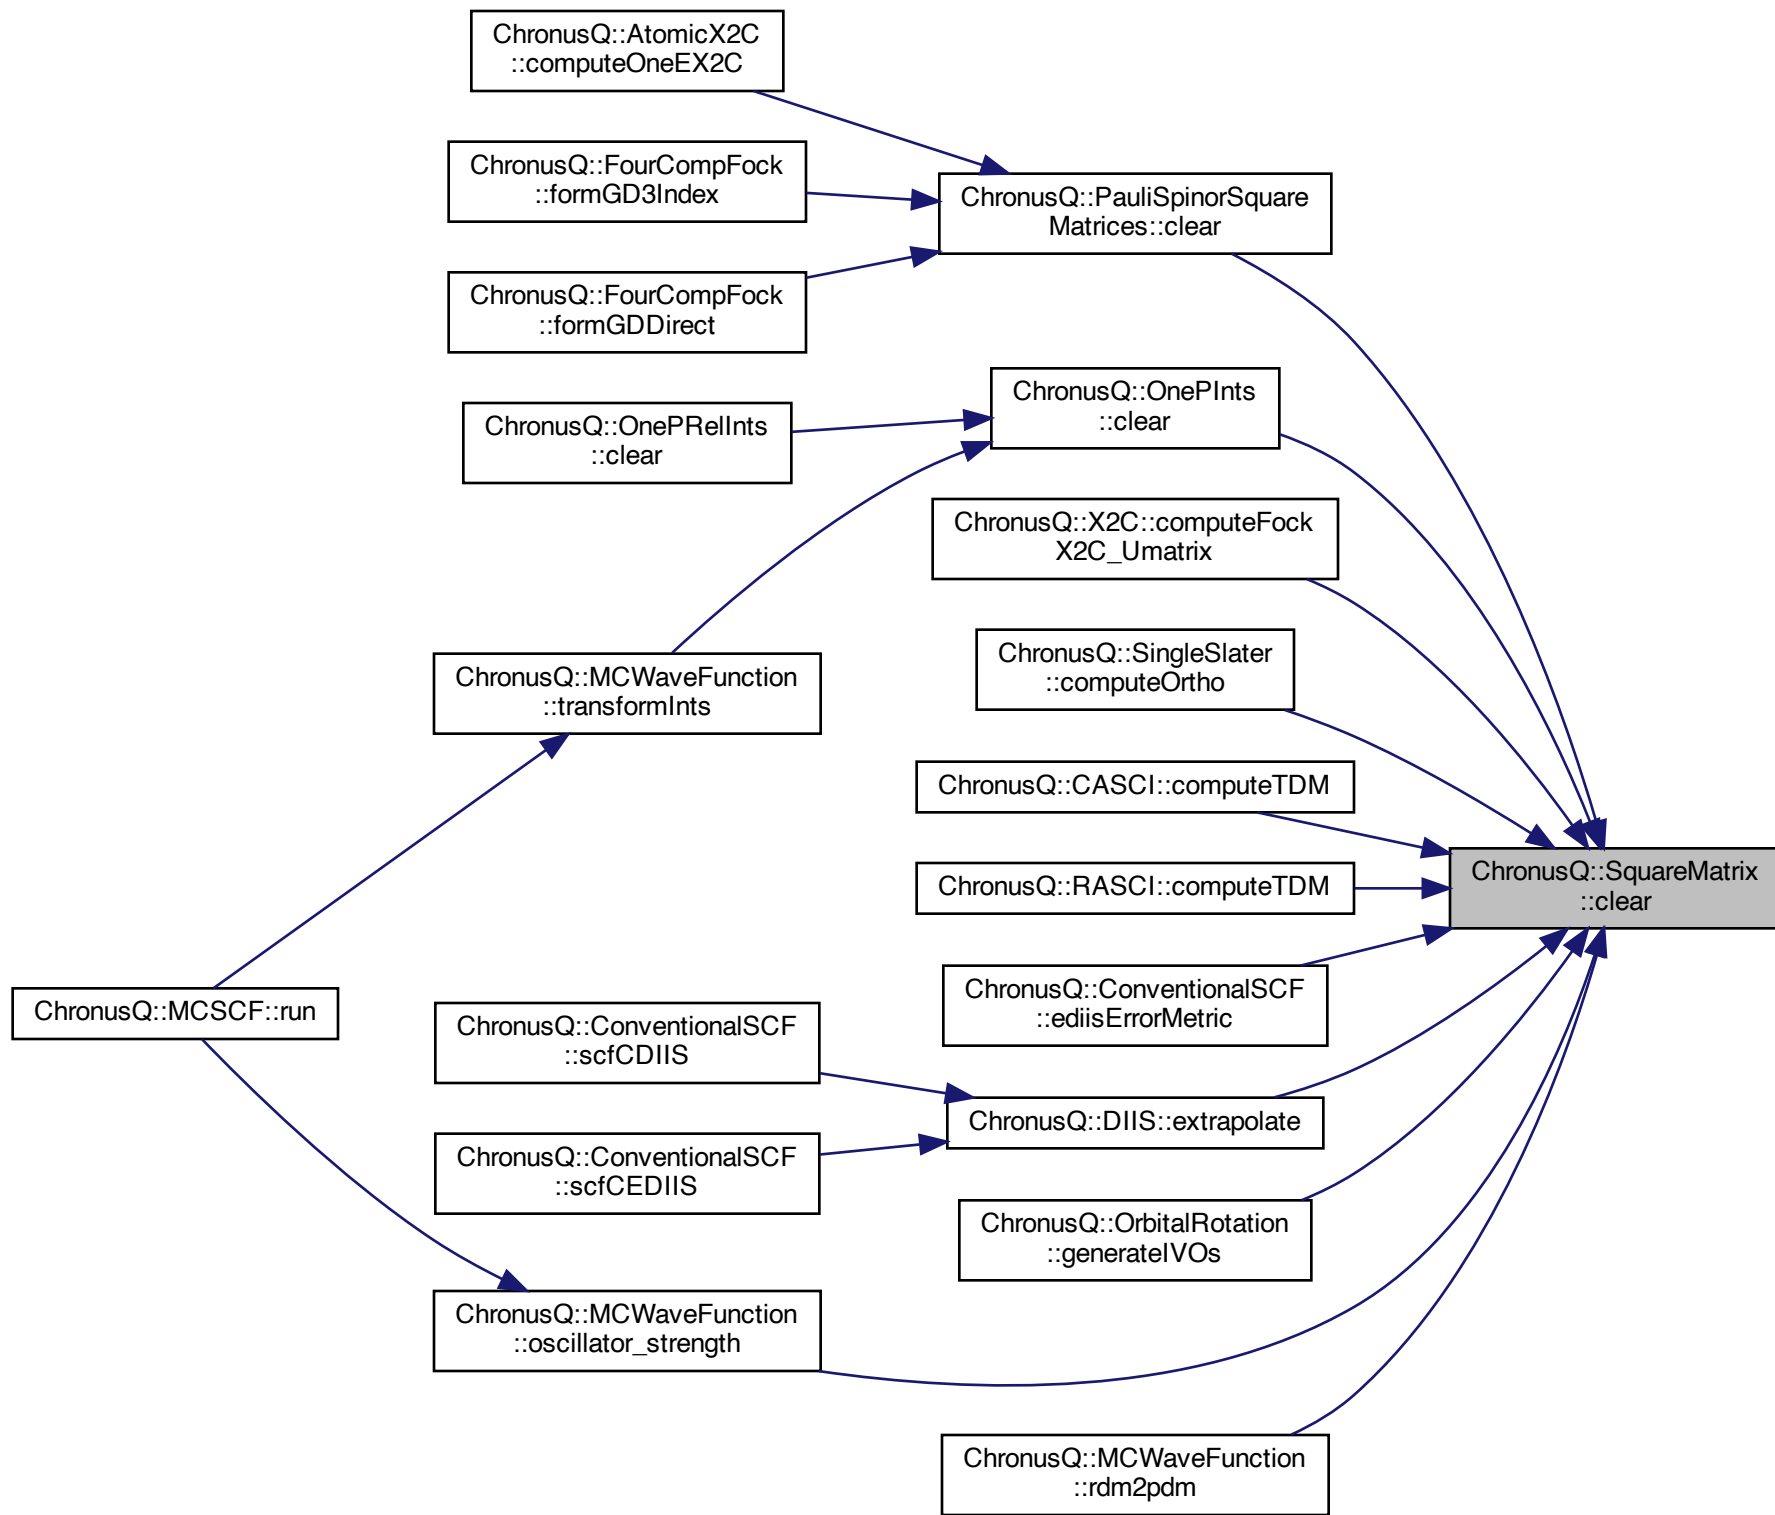 ChronusQ::AtomicX2C
::computeOneEX2C
ChronusQ::FourCompFock
::formGD3Index
ChronusQ::PauliSpinorSquare
Matrices::clear
ChronusQ::FourCompFock
::formGDDirect
ChronusQ::OnePInts
::clear
ChronusQ::OnePRelInts
::clear
ChronusQ::X2C::computeFock
X2C_Umatrix
ChronusQ::SingleSlater
::computeOrtho
ChronusQ::MCWaveFunction
::transformInts
ChronusQ::CASCI::computeTDM
ChronusQ::RASCI::computeTDM
ChronusQ::SquareMatrix
::clear
ChronusQ::ConventionalSCF
::ediisErrorMetric
ChronusQ::MCSCF::run
ChronusQ::ConventionalSCF
::scfCDIIS
ChronusQ::DIIS::extrapolate
ChronusQ::ConventionalSCF
::scfCEDIIS
ChronusQ::OrbitalRotation
::generateIVOs
ChronusQ::MCWaveFunction
::oscillator_strength
ChronusQ::MCWaveFunction
::rdm2pdm